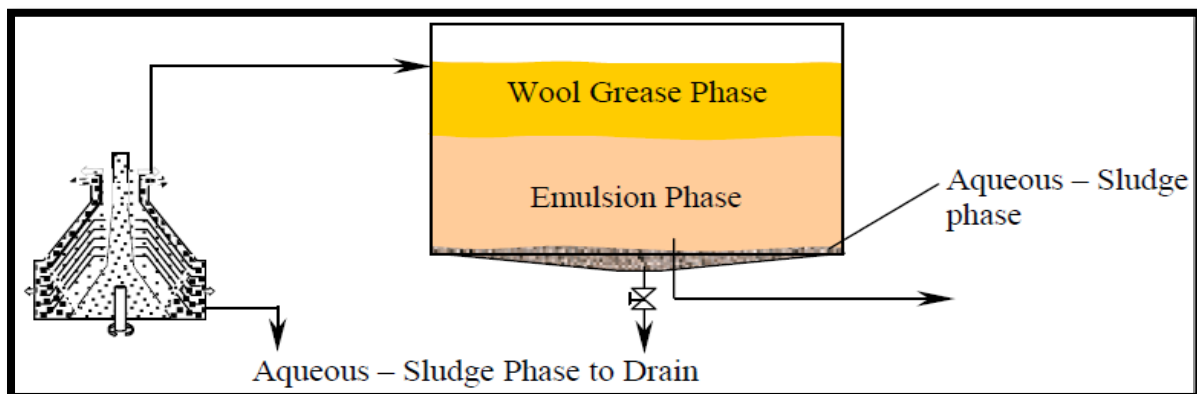 Wool Grease Phase
Emulsion Phase
Aqueous – Sludge
phase
Aqueous – Sludge Phase to Drain